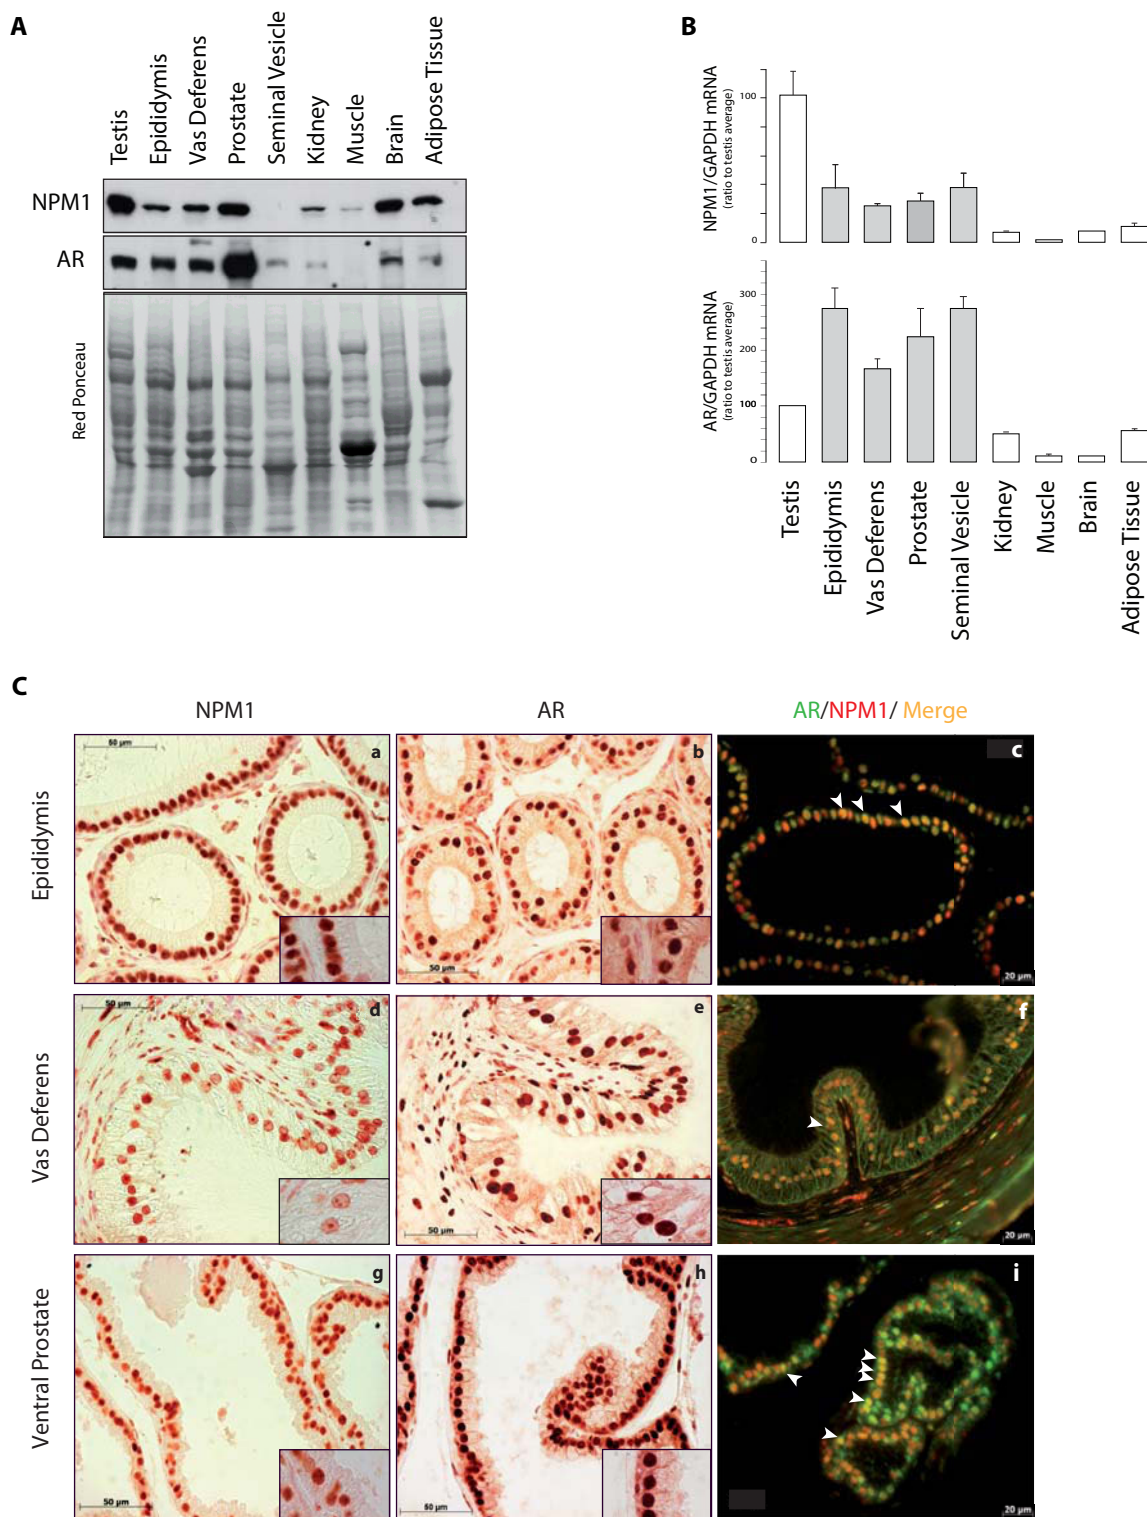 A
Testis
Epididymis
Vas Deferens
Prostate
Seminal Vesicle
Kidney
Muscle
Brain
Adipose Tissue
NPM1
AR
Red Ponceau
B
NPM1/GAPDH mRNA
(ratio to testis average)
100
0
AR/GAPDH mRNA
(ratio to testis average)
300
200
100
0
Testis
Epididymis
Vas Deferens
Prostate
Seminal Vesicle
Kidney
Muscle
Brain
Adipose Tissue
C
NPM1
AR
AR/NPM1/ Merge
Epididymis
50 µm
a
b
50 µm
c
20 µm
Vas Deferens
50 µm
d
e
50 µm
f
20 µm
Ventral Prostate
g
50 µm
h
50 µm
i
20 µm